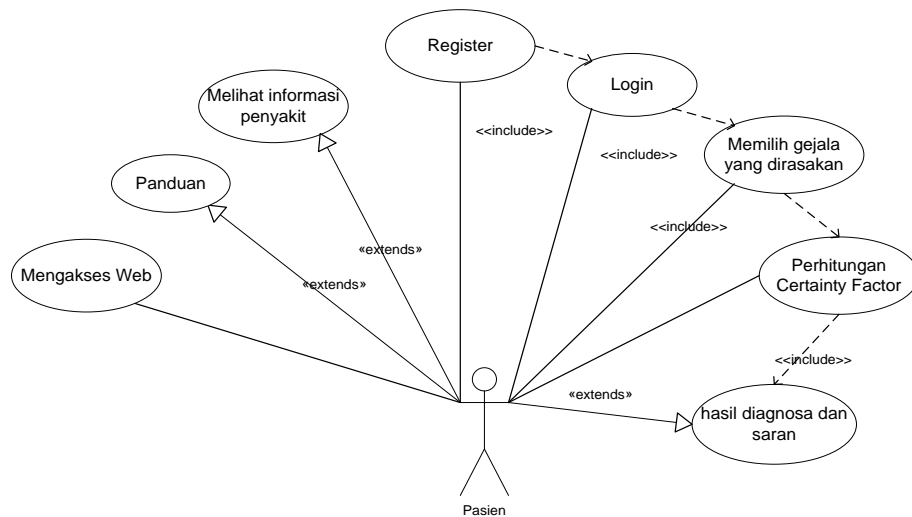 Register
Login
Melihat informasi
penyakit
<<include>>
Memilih gejala
yang dirasakan
<<include>>
Panduan
<<include>>
«extends»
Mengakses Web
«extends»
Perhitungan
Certainty Factor
<<include>>
«extends»
hasil diagnosa dan
saran
Pasien